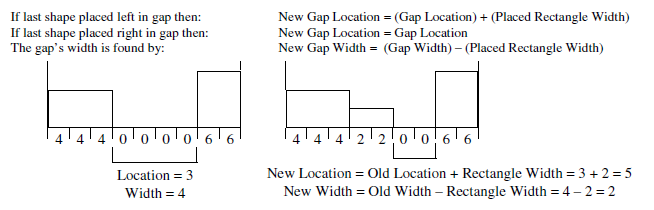 If last shape placed left in gap then: New Gap Location = (Gap Location) + (Placed Rectangle Width)
If last shape placed right in gap then: New Gap Location = Gap Location
The gap's width is found by: New Gap Width = (Gap Width) – (Placed Rectangle Width)
4 4 4 0 0 0 0 6 6
4 4 4 2 2 0 0 6 6
Location = 3
Width = 4
New Location = Old Location + Rectangle Width = 3 + 2 = 5
New Width = Old Width – Rectangle Width = 4 – 2 = 2